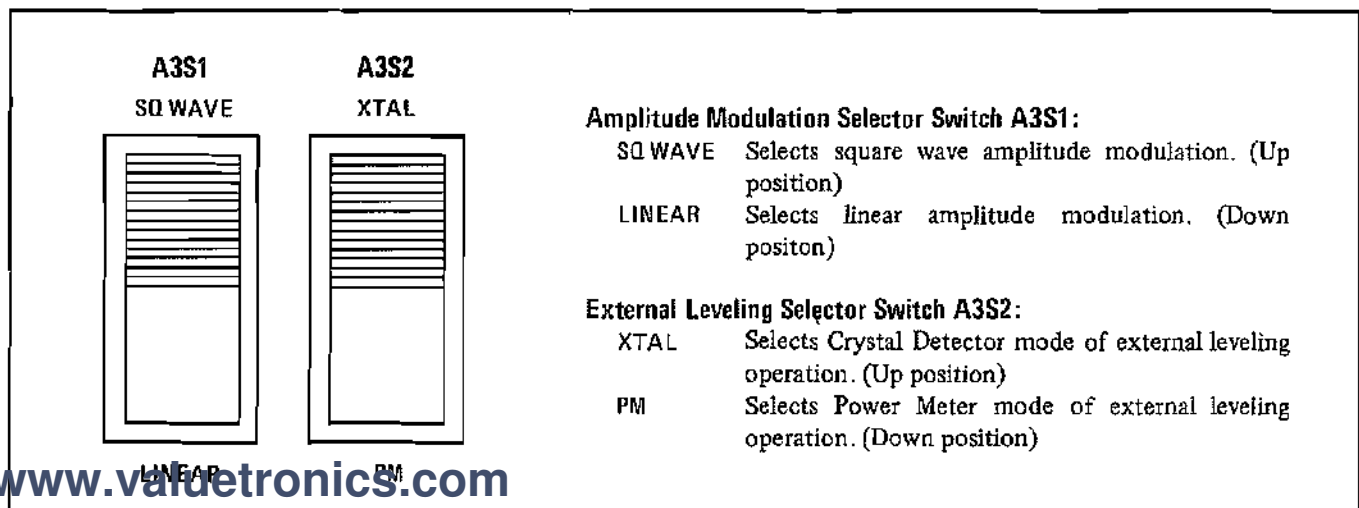 A3S1 A3S2
SQ WAVE XTAL
Amplitude Modulation Selector Switch A3S1:
SQ WAVE Selects square wave amplitude modulation. (Up
position)
LINEAR Selects linear amplitude modulation. (Down
positon)
External Leveling Selector Switch A3S2:
XTAL Selects Crystal Detector mode of external leveling
operation. (Up position)
PM Selects Power Meter mode of external leveling
operation. (Down position)
LINEAR PM
www.valuetronics.com